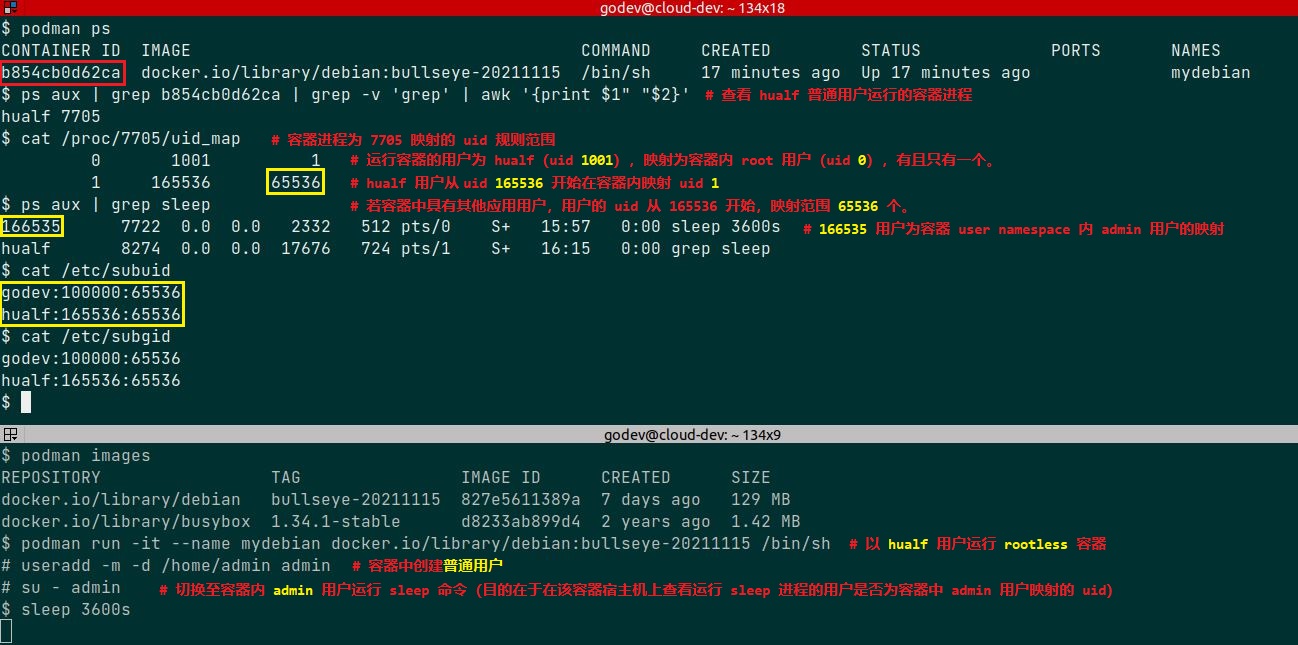 godev@cloud-dev: ~ 134x18
$ podman ps
CONTAINER ID  IMAGE                                       COMMAND     CREATED         STATUS             PORTS       NAMES
b854cb0d62ca  docker.io/library/debian:bullseye-20211115  /bin/sh     17 minutes ago  Up 17 minutes ago              mydebian
$ ps aux | grep b854cb0d62ca | grep -v 'grep' | awk '{print $1" "$2}'  # 查看 hualf 普通用户运行的容器进程
hualf 7705
$ cat /proc/7705/uid_map   # 容器进程为 7705 映射的 uid 规则范围
         0       1001          1   # 运行容器的用户为 hualf（uid 1001），映射为容器内 root 用户（uid 0），有且只有一个。
         1     165536      65536   # hualf 用户从 uid 165536 开始在容器内映射 uid 1
$ ps aux | grep sleep              # 若容器中具有其他应用用户，用户的 uid 从 165536 开始，映射范围 65536 个。
166535      7722  0.0  0.0   2332   512 pts/0    S+   15:57   0:00 sleep 3600s  # 166535 用户为容器 user namespace 内 admin 用户的映射
hualf       8274  0.0  0.0  17676   724 pts/1    S+   16:15   0:00 grep sleep
$ cat /etc/subuid
godev:100000:65536
hualf:165536:65536
$ cat /etc/subgid
godev:100000:65536
hualf:165536:65536
$
godev@cloud-dev: ~ 134x9
$ podman images
REPOSITORY                 TAG                IMAGE ID      CREATED      SIZE
docker.io/library/debian   bullseye-20211115  827e5611389a  7 days ago   129 MB
docker.io/library/busybox  1.34.1-stable      d8233ab899d4  2 years ago  1.42 MB
$ podman run -it --name mydebian docker.io/library/debian:bullseye-20211115 /bin/sh  # 以 hualf 用户运行 rootless 容器
# useradd -m -d /home/admin admin  # 容器中创建普通用户
# su - admin    # 切换至容器内 admin 用户运行 sleep 命令（目的在于在该容器宿主机上查看运行 sleep 进程的用户是否为容器中 admin 用户映射的 uid）
$ sleep 3600s